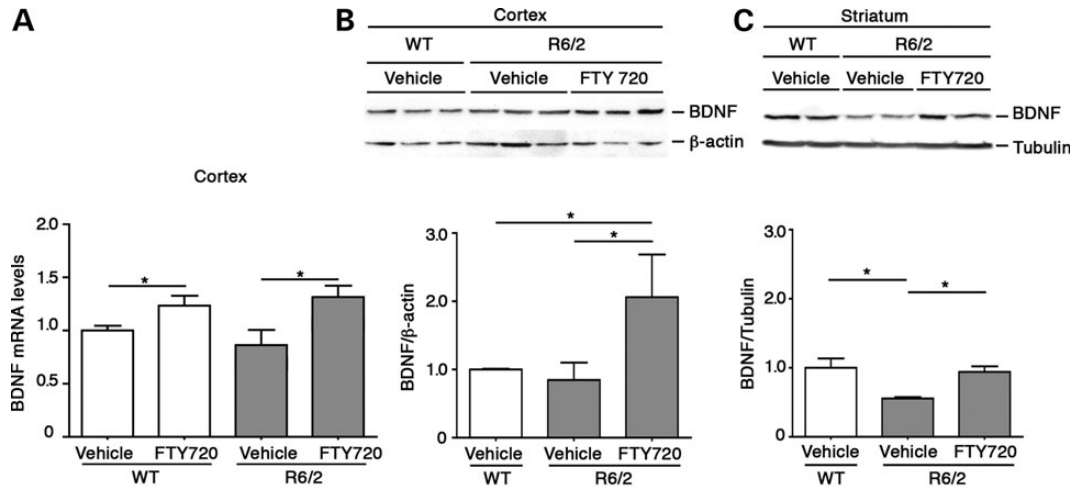 A
Cortex
BDNF mRNA levels
2.0
1.5
1.0
0.5
0
*
*
Vehicle FTY720 Vehicle FTY720
WT R6/2
B
Cortex
WT R6/2
Vehicle Vehicle FTY 720
BDNF
β-actin
BDNF/β-actin
3.0
2.0
1.0
0
*
*
Vehicle Vehicle FTY720
WT R6/2
C
Striatum
WT R6/2
Vehicle Vehicle FTY720
BDNF
Tubulin
BDNF/Tubulin
3.0
2.0
1.0
0
*
*
Vehicle Vehicle FTY720
WT R6/2